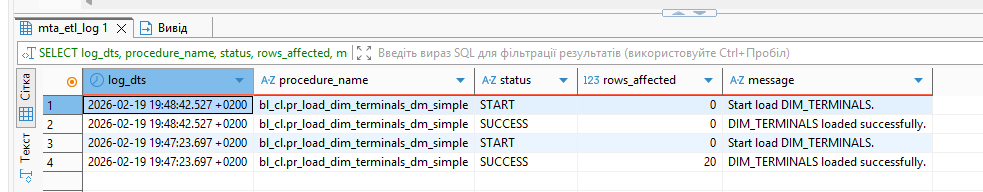 mta_etl_log 1 Вивід
SELECT log_dts, procedure_name, status, rows_affected, m Введіть вираз SQL для фільтрації результатів (використовуйте Ctrl+Пробіл)
Сітка
Текст
log_dts A-Z procedure_name A-Z status 123 rows_affected A-Z message
1 2026-02-19 19:48:42.527 +0200 bl_cl.pr_load_dim_terminals_dm_simple START 0 Start load DIM_TERMINALS.
2 2026-02-19 19:48:42.527 +0200 bl_cl.pr_load_dim_terminals_dm_simple SUCCESS 0 DIM_TERMINALS loaded successfully.
3 2026-02-19 19:47:23.697 +0200 bl_cl.pr_load_dim_terminals_dm_simple START 0 Start load DIM_TERMINALS.
4 2026-02-19 19:47:23.697 +0200 bl_cl.pr_load_dim_terminals_dm_simple SUCCESS 20 DIM_TERMINALS loaded successfully.